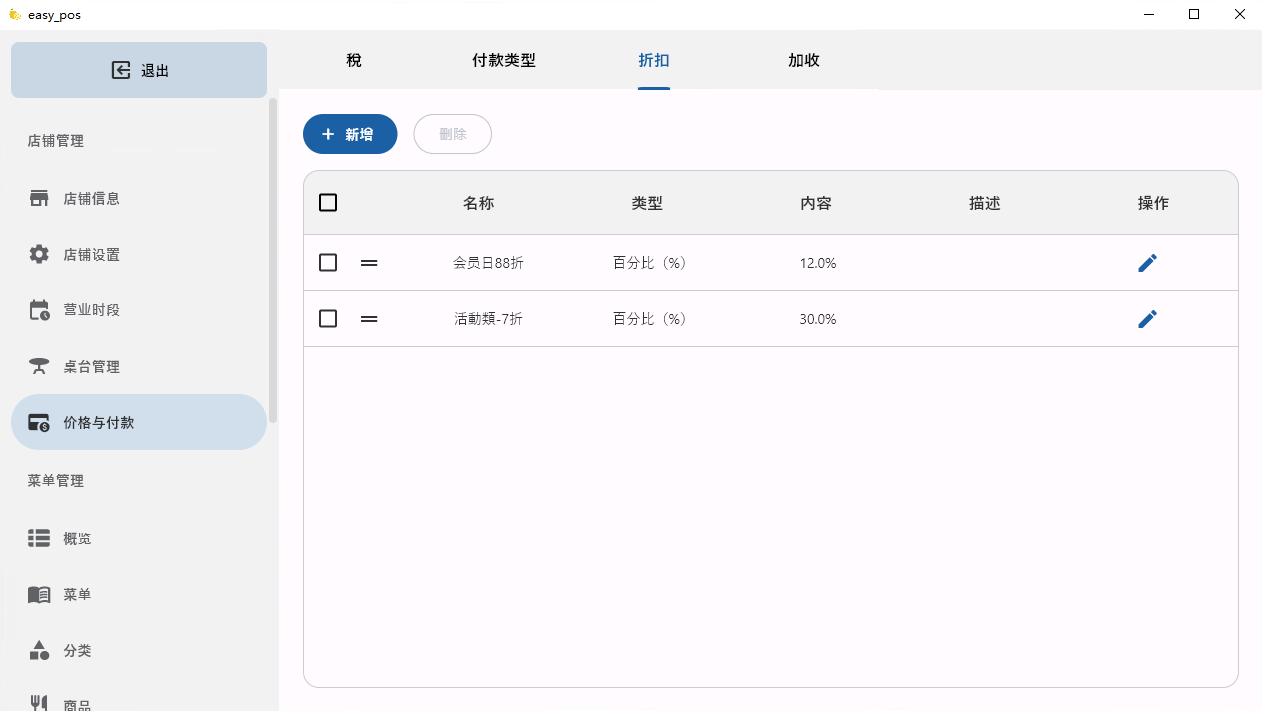 easy_pos
退出
税 付款类型 折扣 加收
店铺管理
新增 删除
店铺信息
店铺设置
营业时段
桌台管理
价格与付款
菜单管理
概览
菜单
分类
商品
名称 类型 内容 描述 操作
会员日88折 百分比（%） 12.0%
活動類-7折 百分比（%） 30.0%